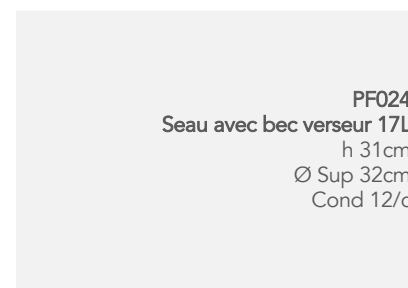 PF024
Seau avec bec verseur 17L
h 31cm
Ø Sup 32cm
Cond 12/c